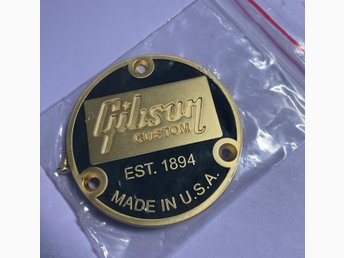 Gibson
CUSTOM
EST. 1894
MADE IN U.S.A.